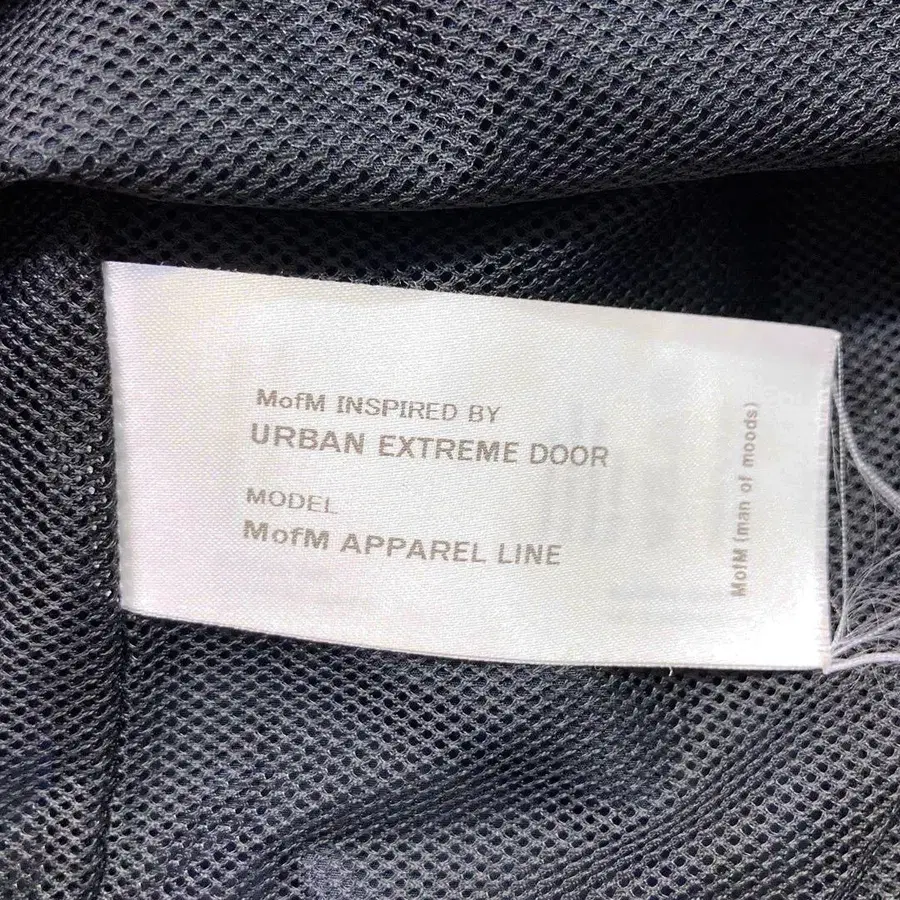 MofM INSPIRED BY
URBAN EXTREME DOOR
MODEL
MofM APPAREL LINE
MofM (man of moods)